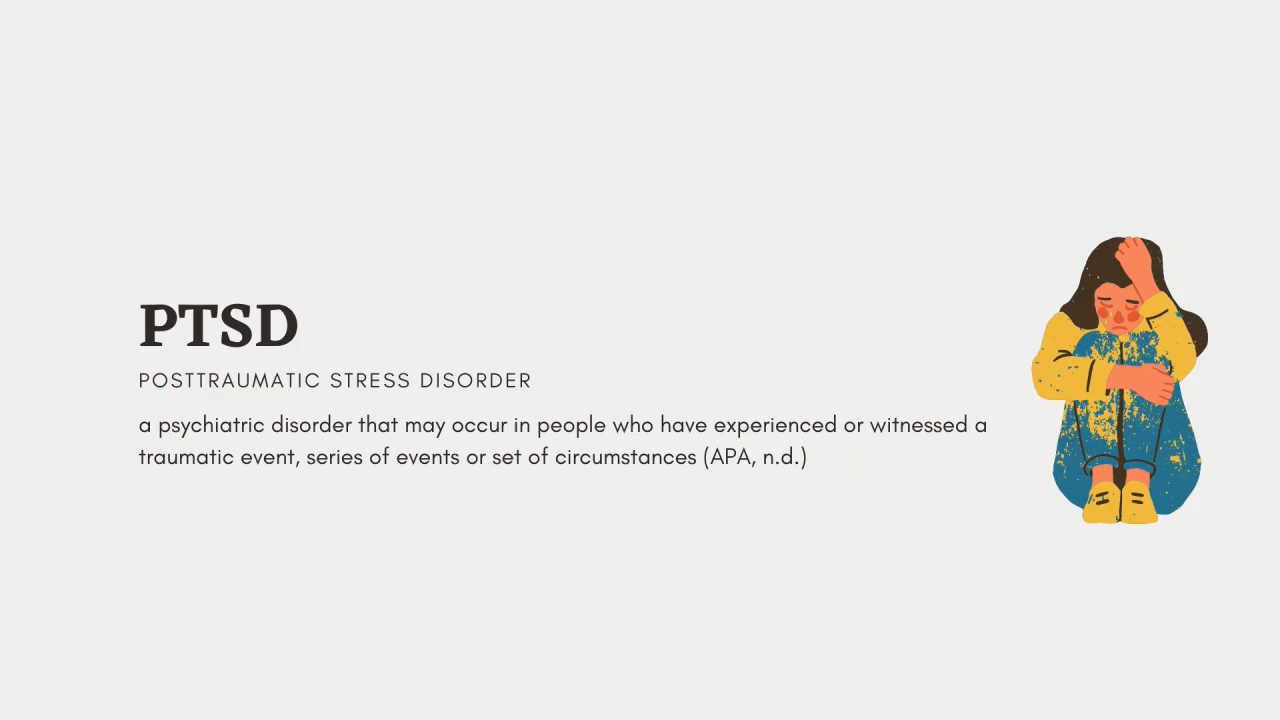 PTSD
POSTTRAUMATIC STRESS DISORDER
a psychiatric disorder that may occur in people who have experienced or witnessed a
traumatic event, series of events or set of circumstances (APA, n.d.)